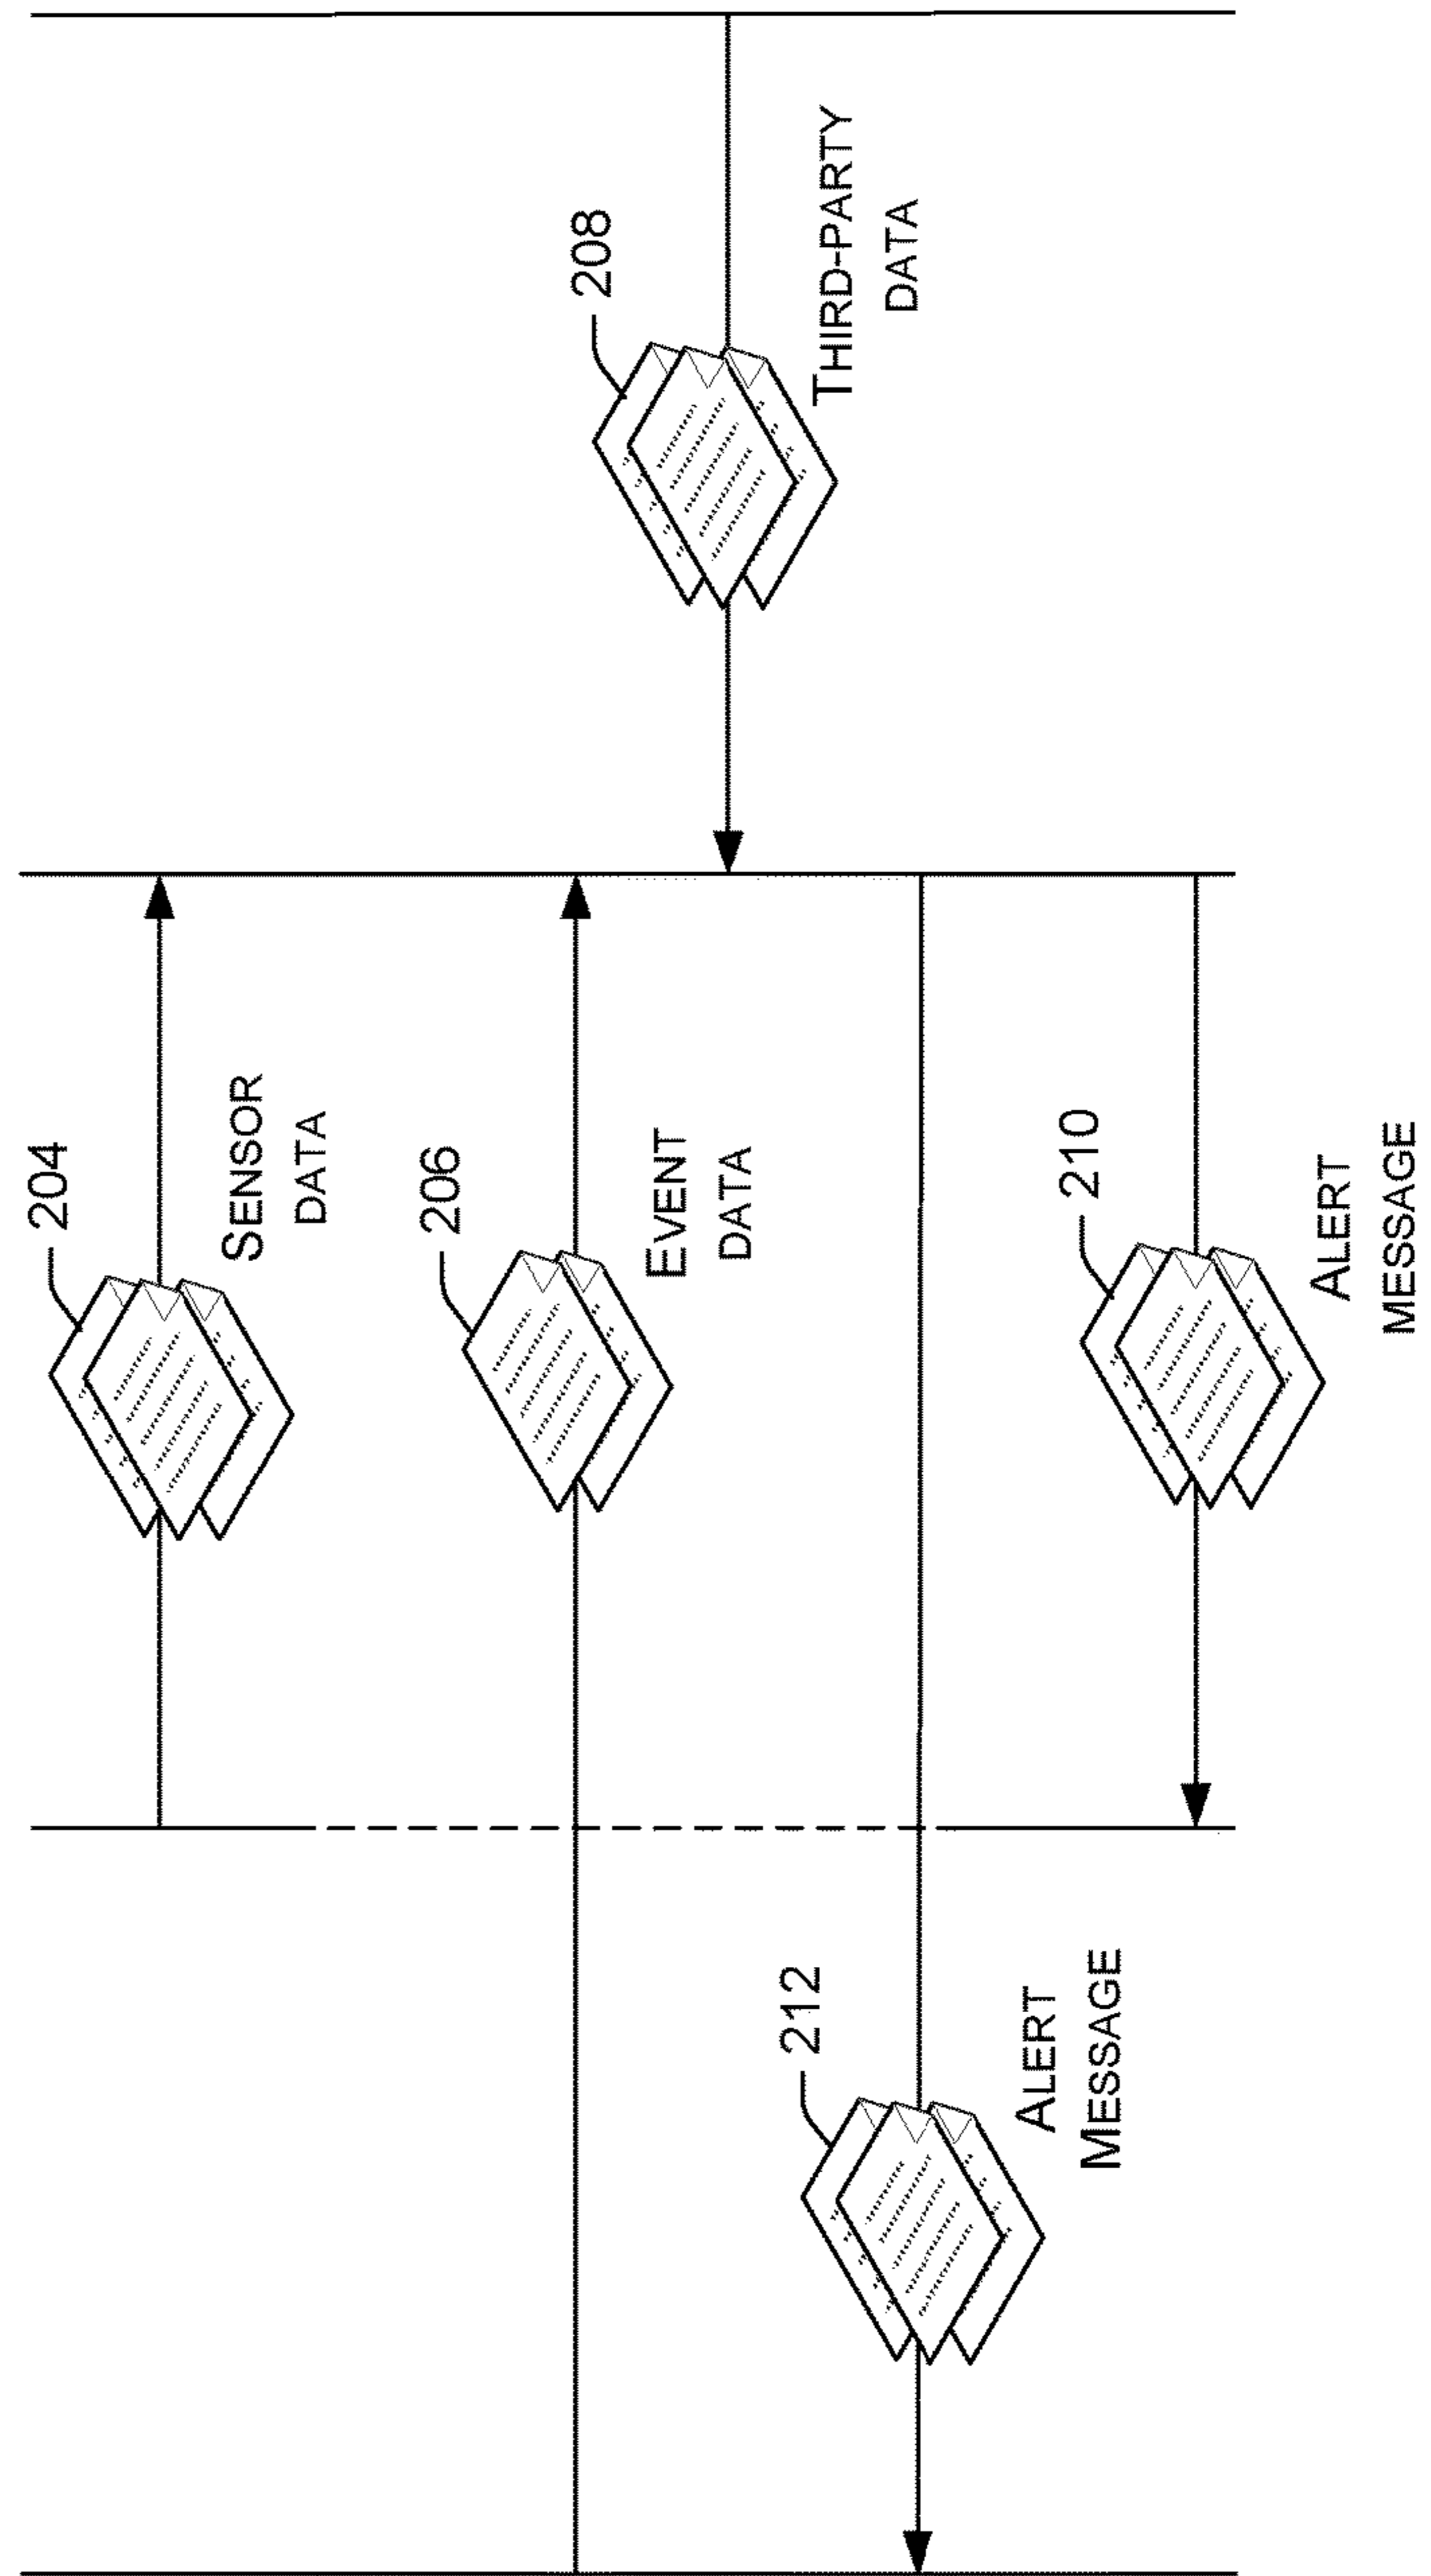 204
SENSOR
DATA
206
EVENT
DATA
208
THIRD-PARTY
DATA
212
ALERT
MESSAGE
210
ALERT
MESSAGE